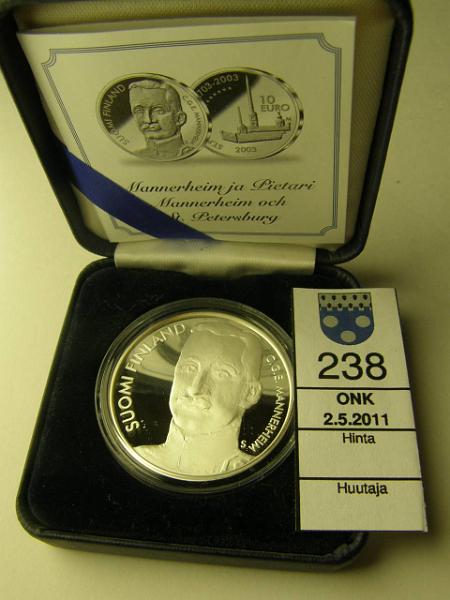 SUOMI FINLAND
C.G.E. MANNERHEIM
1703-2003
10
EURO
2003
Mannerheim ja Pietari
Mannerheim och
St. Petersburg
SUOMI FINLAND
C.G.E. MANNERHEIM
S
238
ONK
2.5.2011
Hinta
Huutaja